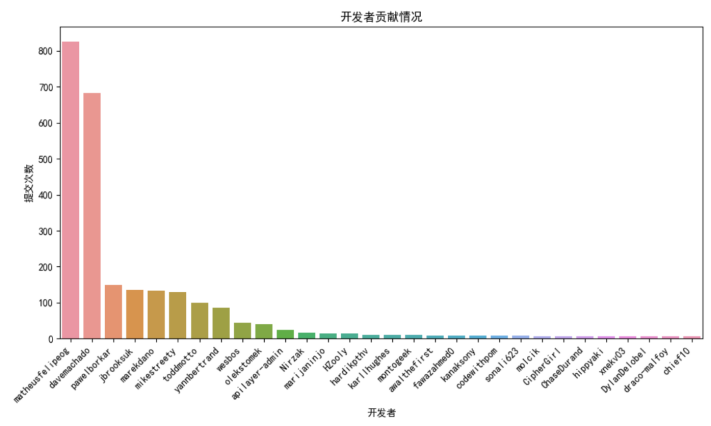 开发者贡献情况
提交次数
800
700
600
500
400
300
200
100
0
matheusfelipeog
davemachado
pawelborkar
jbrooksuk
marekdano
mikestreety
toddmotto
yannbertrand
wesbos
olekstomek
apilayer-admin
Nirzak
marijaninjo
HZooly
hardikpthv
karllhughes
montogeek
awalthefirst
fawazahmed0
kanaksony
codewithpom
sonali623
molcik
CipherGirl
ChaseDurand
hippyaki
xnekv03
DylanDelobel
draco-malfoy
chief10
开发者